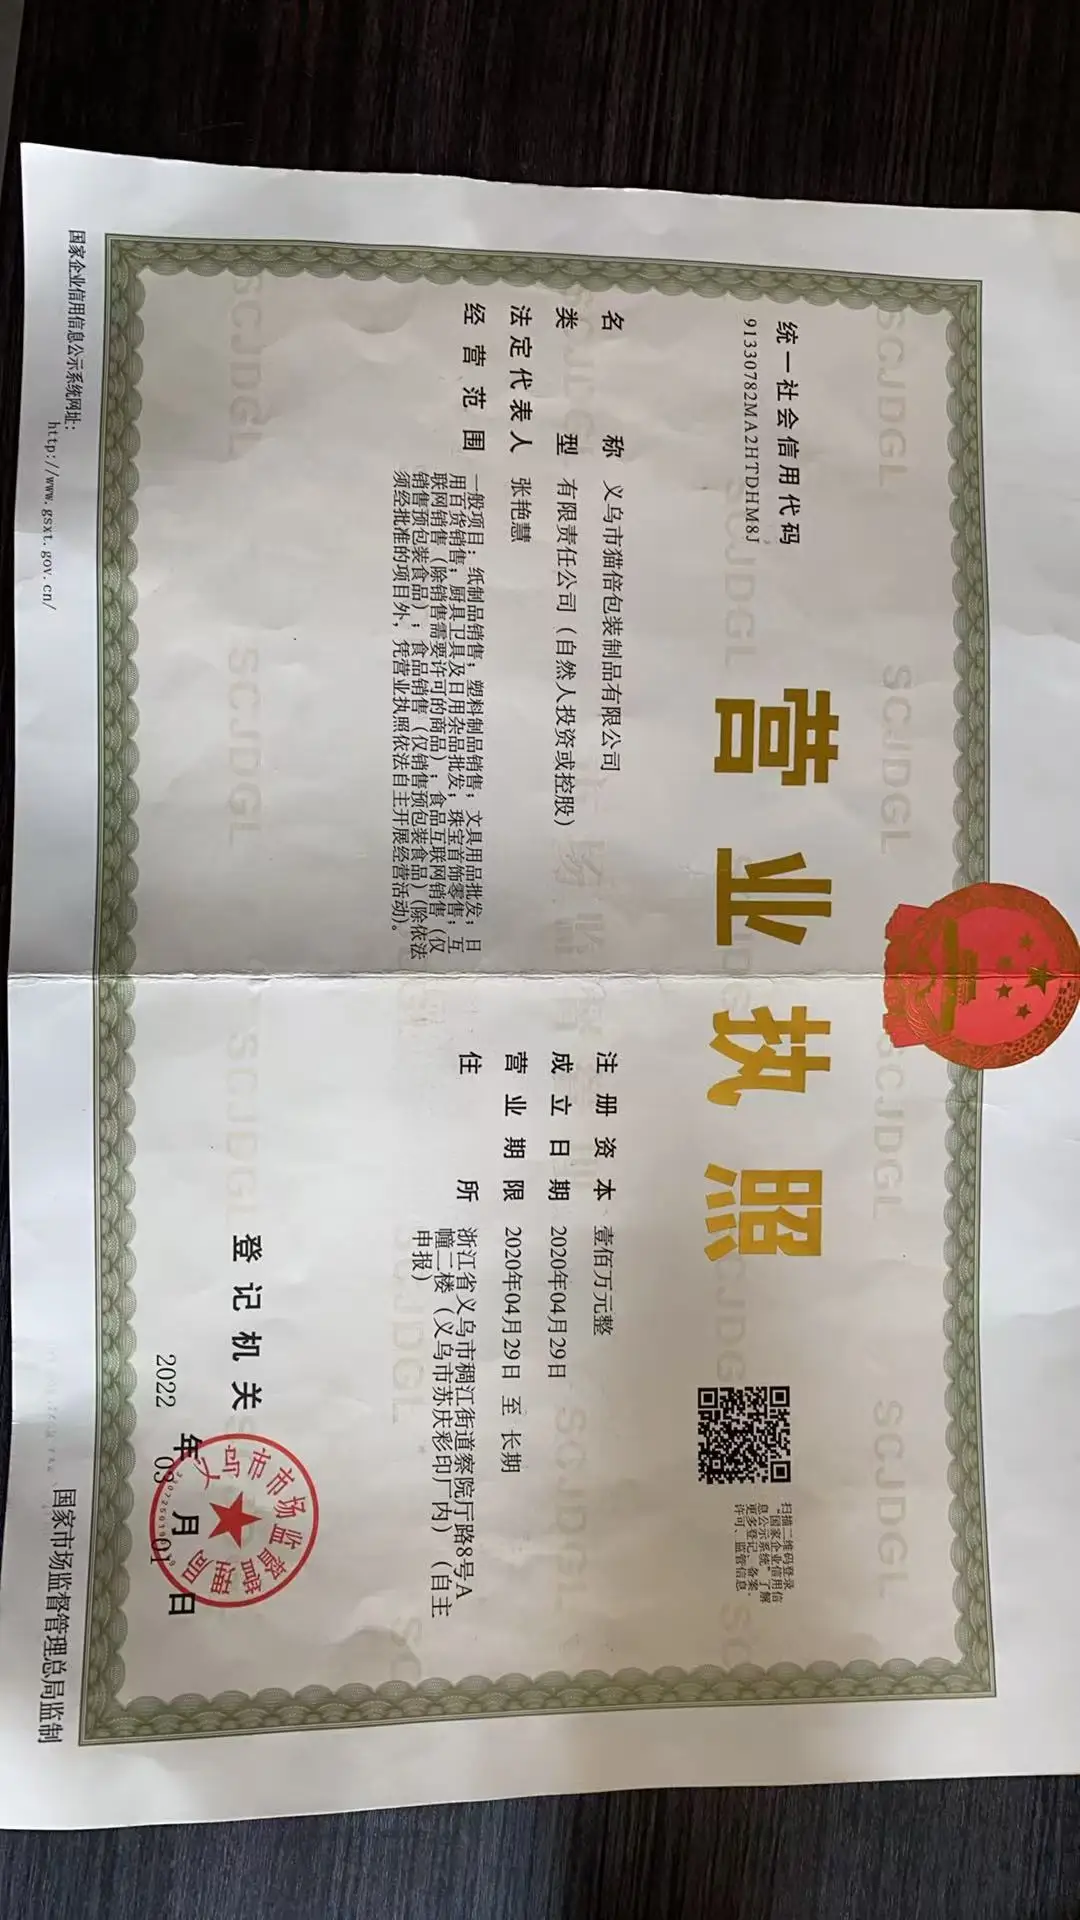 营业执照
统一社会信用代码
91330782MA2HTDHM8J
扫描二维码登录
“国家企业信用信
息公示系统”了解
更多登记、备案、
许可、监管信息
名称 义乌市猫倍包装制品有限公司
类型 有限责任公司（自然人投资或控股）
法定代表人 张艳慧
经营范围 一般项目：纸制品销售；塑料制品销售；文具用品批发；日
用百货销售；厨具卫具及日用杂品批发；珠宝首饰零售；互
联网销售（除销售需要许可的商品）；食品互联网销售（仅
销售预包装食品）；食品销售（仅销售预包装食品）(除依法
须经批准的项目外，凭营业执照依法自主开展经营活动)。
注册资本 壹佰万元整
成立日期 2020年04月29日
营业期限 2020年04月29日 至 长期
住所 浙江省义乌市稠江街道察院厅路8号A
幢二楼（义乌市苏庆彩印厂内）（自主
申报）
登记机关
义乌市市场监督管理局
2022 年 03 月 01 日
国家企业信用信息公示系统网址：
http://www.gsxt.gov.cn/
国家市场监督管理总局监制